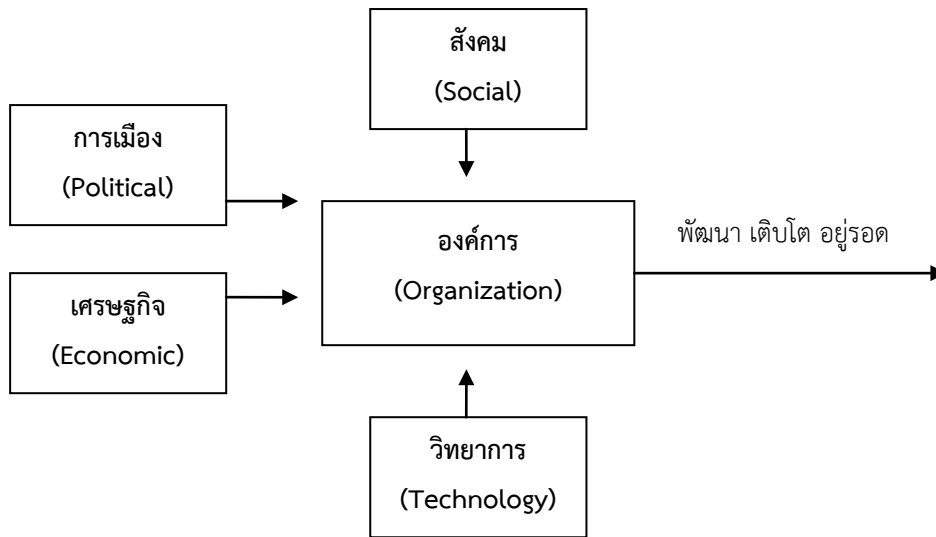 สังคม
(Social)
การเมือง
(Political)
องค์การ
(Organization)
พัฒนา เติบโต อยู่รอด
เศรษฐกิจ
(Economic)
วิทยาการ
(Technology)